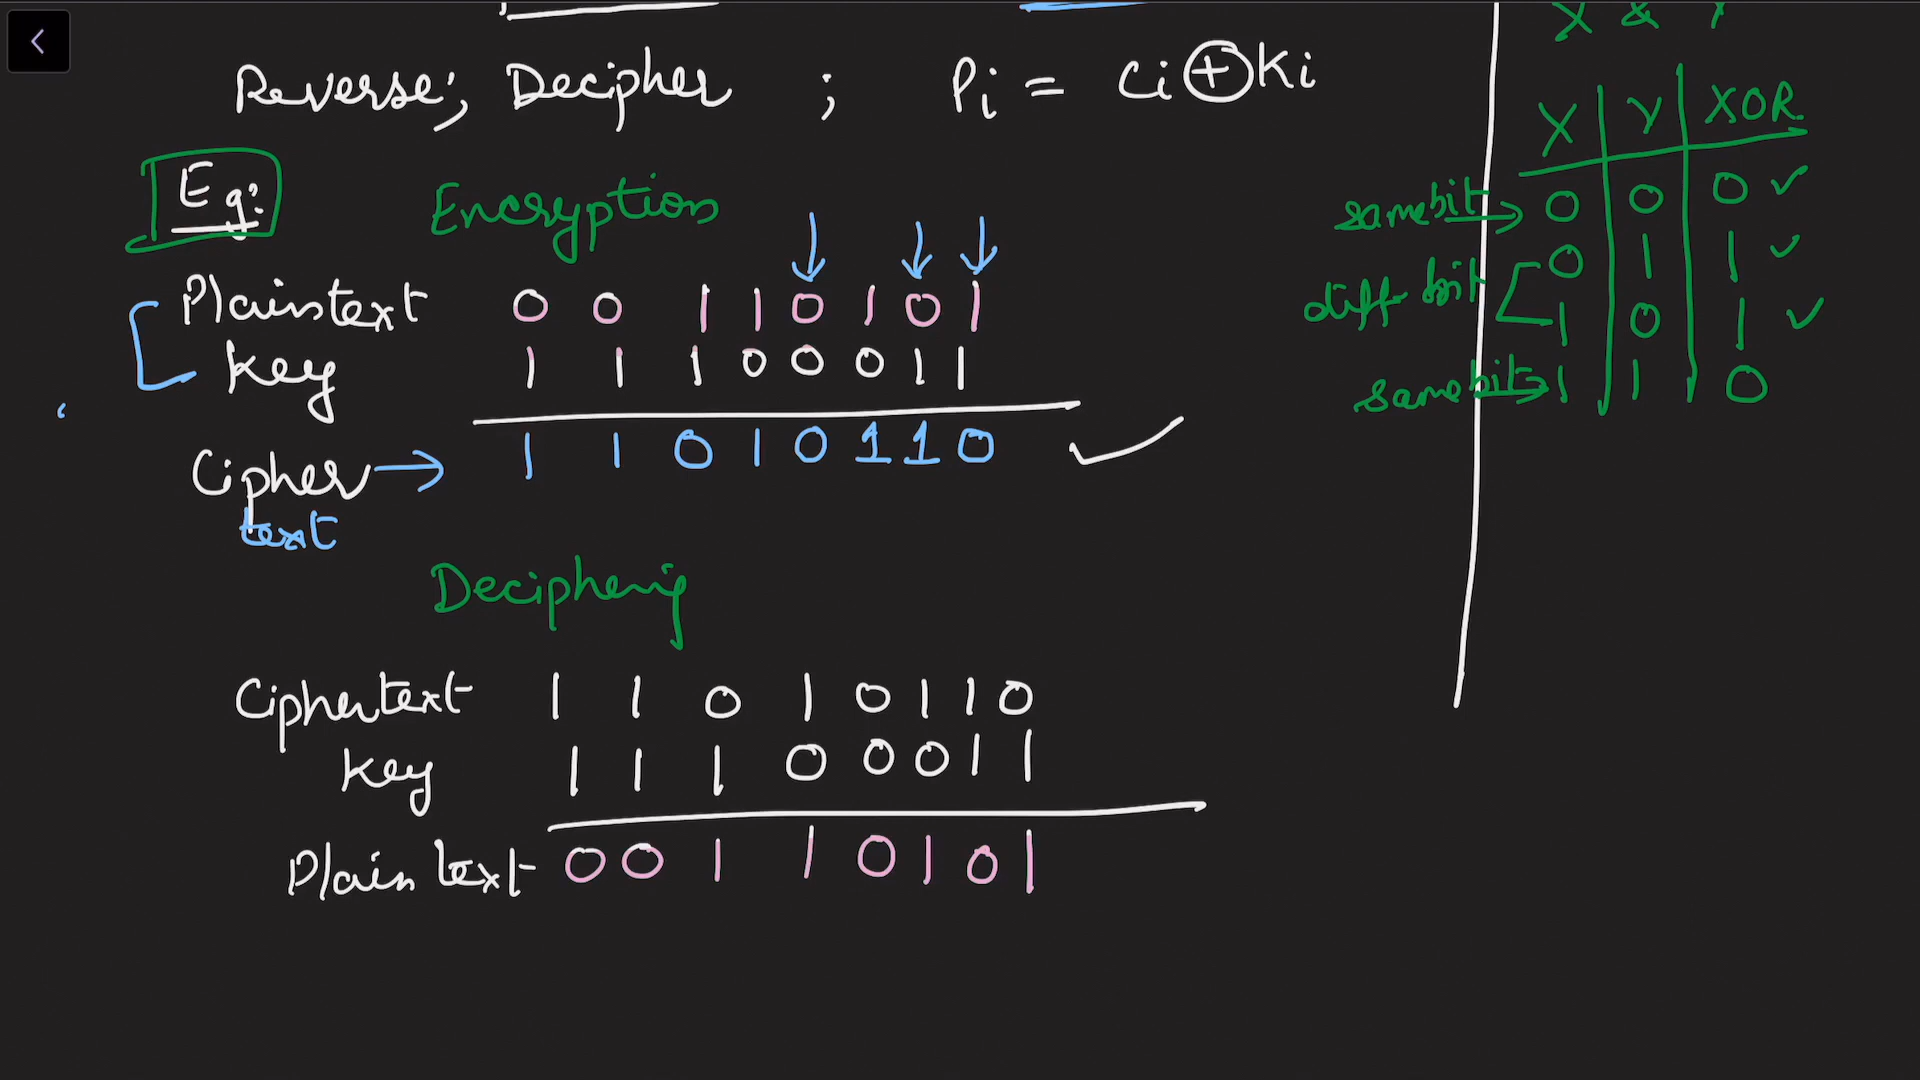 Reverse; Decipher ; Pi = Ci ⊕ Ki
Eg:
Encryption
Plaintext 0 0 1 1 0 1 0 1
Key 1 1 1 0 0 0 1 1
Cipher → 1 1 0 1 0 1 1 0
text
Deciphering
Ciphertext 1 1 0 1 0 1 1 0
Key 1 1 1 0 0 0 1 1
Plain text 0 0 1 1 0 1 0 1
X & Y
X Y XOR
same bit → 0 0 0 ✓
0 1 1 ✓
diff bit
1 0 1 ✓
same bit → 1 1 0